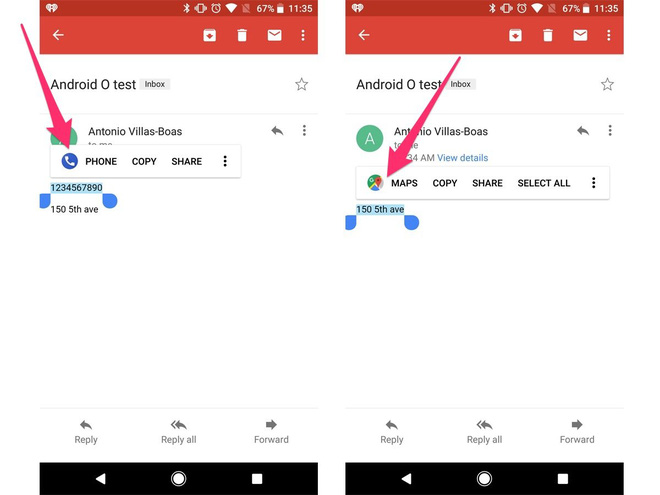 67% 11:35
Android O test Inbox
Antonio Villas-Boas
to me
PHONE COPY SHARE
1234567890
150 5th ave
Reply Reply all Forward
67% 11:35
Android O test Inbox
A Antonio Villas-Boas
to me
34 AM View details
MAPS COPY SHARE SELECT ALL
150 5th ave
Reply Reply all Forward